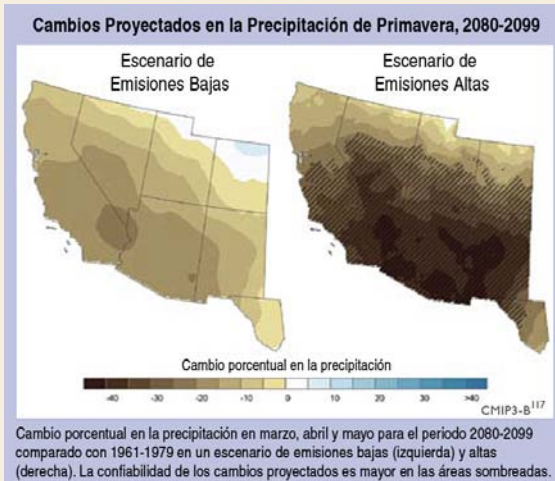 Cambios Proyectados en la Precipitación de Primavera, 2080-2099
Escenario de
Emisiones Bajas
Escenario de
Emisiones Altas
Cambio porcentual en la precipitación
-40 -30 -20 -10 0 10 20 30 >40
CMIP3-B117
Cambio porcentual en la precipitación en marzo, abril y mayo para el periodo 2080-2099
comparado con 1961-1979 en un escenario de emisiones bajas (izquierda) y altas
(derecha). La confiabilidad de los cambios proyectados es mayor en las áreas sombreadas.